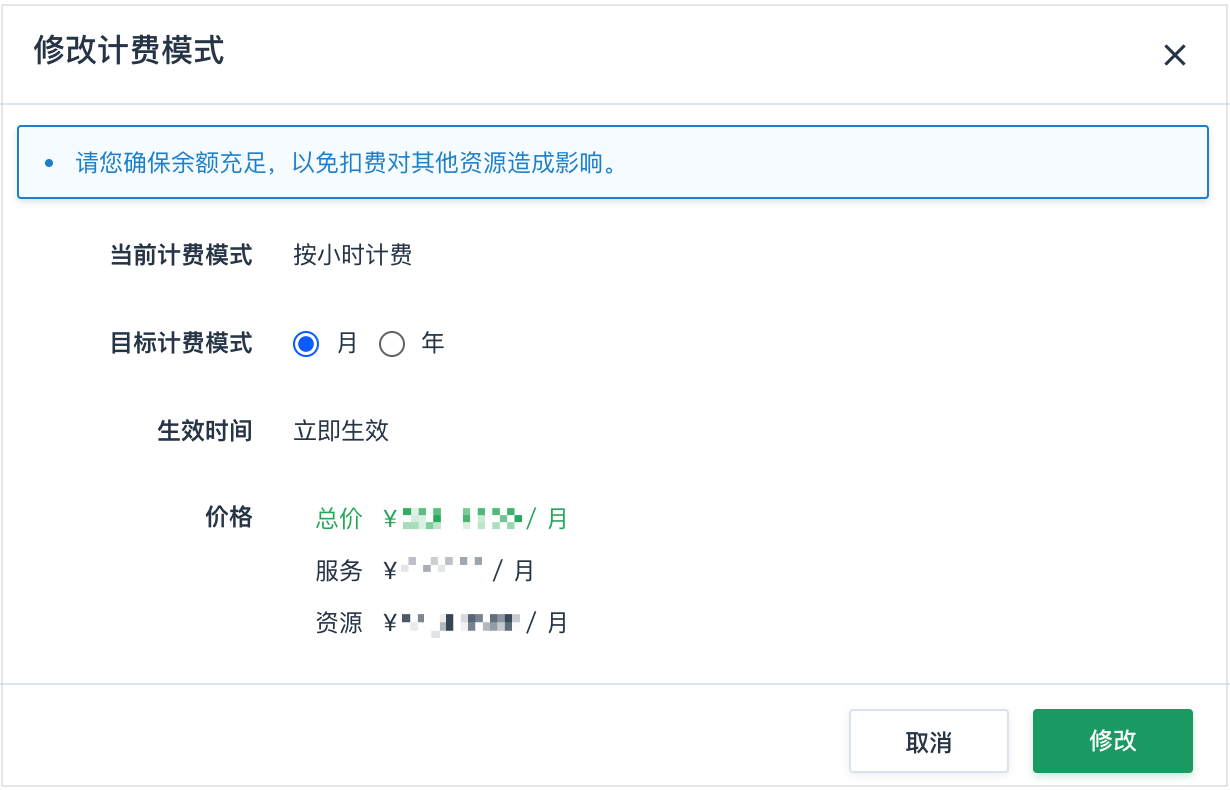 修改计费模式
请您确保余额充足，以免扣费对其他资源造成影响。
当前计费模式 按小时计费
目标计费模式 月 年
生效时间 立即生效
价格 总价 ¥ / 月
服务 ¥ / 月
资源 ¥ / 月
取消 修改